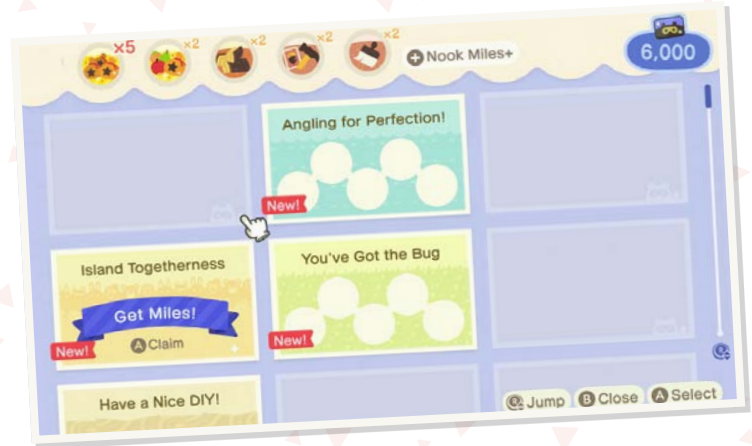 ×5
×2
×2
×2
×2
+ Nook Miles+
6,000
Angling for Perfection!
New!
Island Togetherness
Get Miles!
A Claim
New!
You've Got the Bug
New!
Have a Nice DIY!
Jump
B Close
A Select